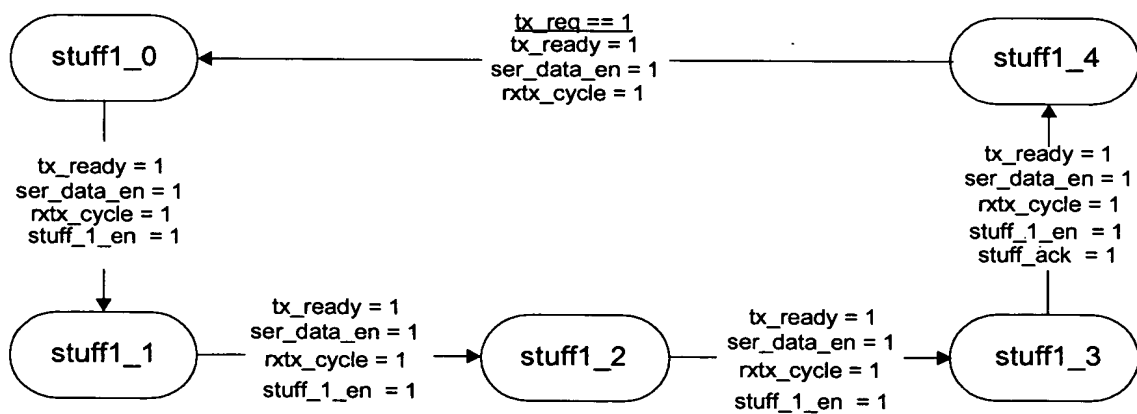 tx_req == 1
tx_ready = 1
ser_data_en = 1
rxtx_cycle = 1
stuff1_0
stuff1_4
tx_ready = 1
ser_data_en = 1
rxtx_cycle = 1
stuff_1_en = 1
tx_ready = 1
ser_data_en = 1
rxtx_cycle = 1
stuff_1_en = 1
stuff_ack = 1
stuff1_1
tx_ready = 1
ser_data_en = 1
rxtx_cycle = 1
stuff_1_en = 1
stuff1_2
tx_ready = 1
ser_data_en = 1
rxtx_cycle = 1
stuff_1_en = 1
stuff1_3